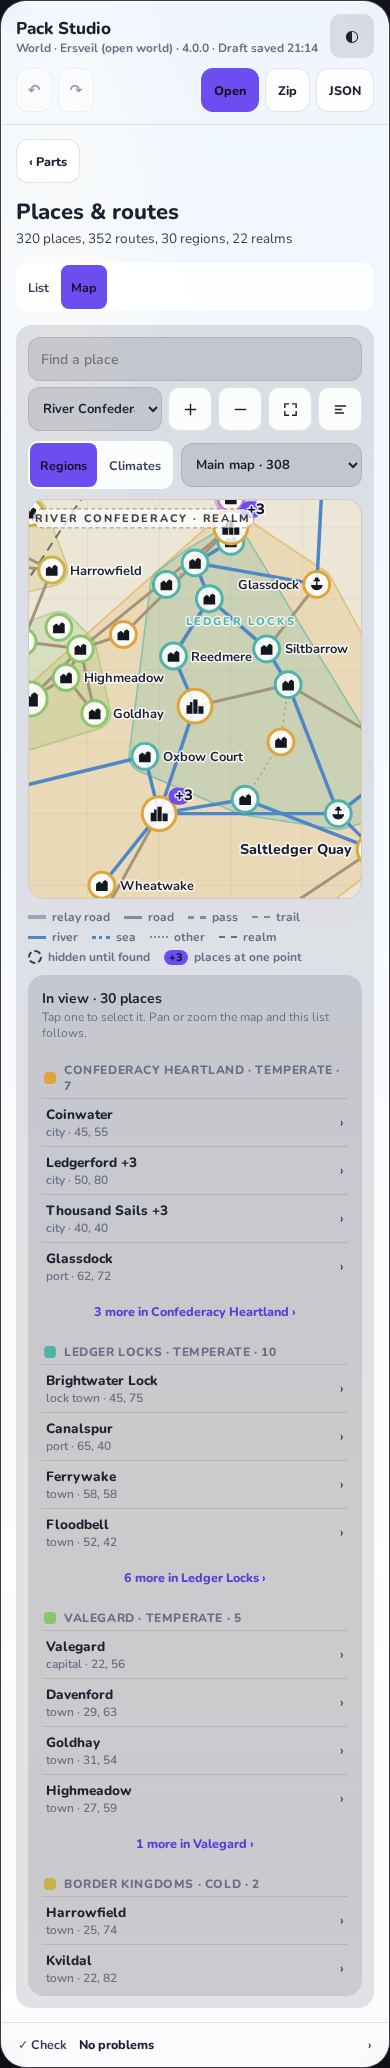 Pack Studio
World · Ersveil (open world) · 4.0.0 · Draft saved 21:14
Open
Zip
JSON
‹ Parts
Places & routes
320 places, 352 routes, 30 regions, 22 realms
List
Map
Find a place
River Confeder
Regions
Climates
Main map · 308
+3
RIVER CONFEDERACY · REALM
Harrowfield
Glassdock
LEDGER LOCKS
Reedmere
Siltbarrow
Highmeadow
Goldhay
Oxbow Court
+3
Saltledger Quay
Wheatwake
relay road
road
pass
trail
river
sea
other
realm
hidden until found
+3 places at one point
In view · 30 places
Tap one to select it. Pan or zoom the map and this list
follows.
CONFEDERACY HEARTLAND · TEMPERATE ·
7
Coinwater
city · 45, 55
›
Ledgerford +3
city · 50, 80
›
Thousand Sails +3
city · 40, 40
›
Glassdock
port · 62, 72
›
3 more in Confederacy Heartland ›
LEDGER LOCKS · TEMPERATE · 10
Brightwater Lock
lock town · 45, 75
›
Canalspur
port · 65, 40
›
Ferrywake
town · 58, 58
›
Floodbell
town · 52, 42
›
6 more in Ledger Locks ›
VALEGARD · TEMPERATE · 5
Valegard
capital · 22, 56
›
Davenford
town · 29, 63
›
Goldhay
town · 31, 54
›
Highmeadow
town · 27, 59
›
1 more in Valegard ›
BORDER KINGDOMS · COLD · 2
Harrowfield
town · 25, 74
›
Kvildal
town · 22, 82
›
✓ Check No problems ›